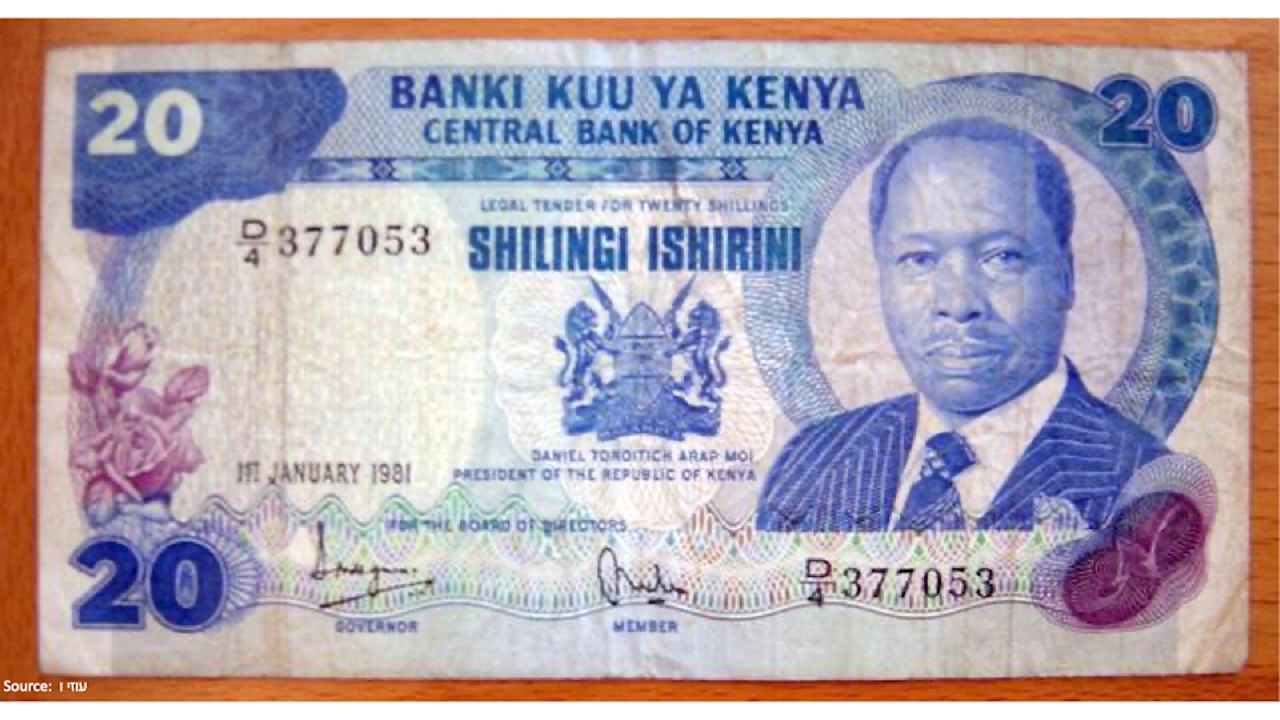 20
BANKI KUU YA KENYA
20
CENTRAL BANK OF KENYA
LEGAL TENDER FOR TWENTY SHILLINGS
D/4 377053
SHILINGI ISHIRINI
DANIEL TOROITICH ARAP MOI
1ST JANUARY 1981
PRESIDENT OF THE REPUBLIC OF KENYA
FOR THE BOARD OF DIRECTORS
20
D/4 377053
GOVERNOR
MEMBER
Source: עוזי ו